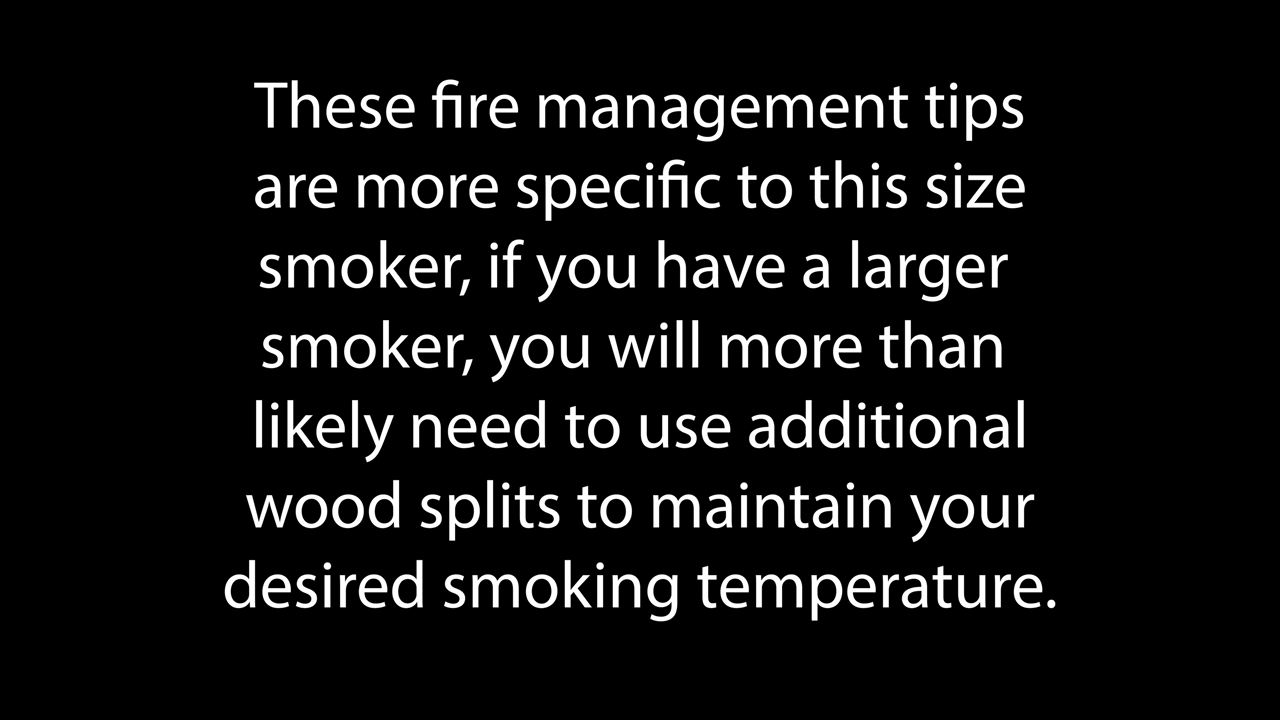 These fire management tips
are more specific to this size
smoker, if you have a larger
smoker, you will more than
likely need to use additional
wood splits to maintain your
desired smoking temperature.